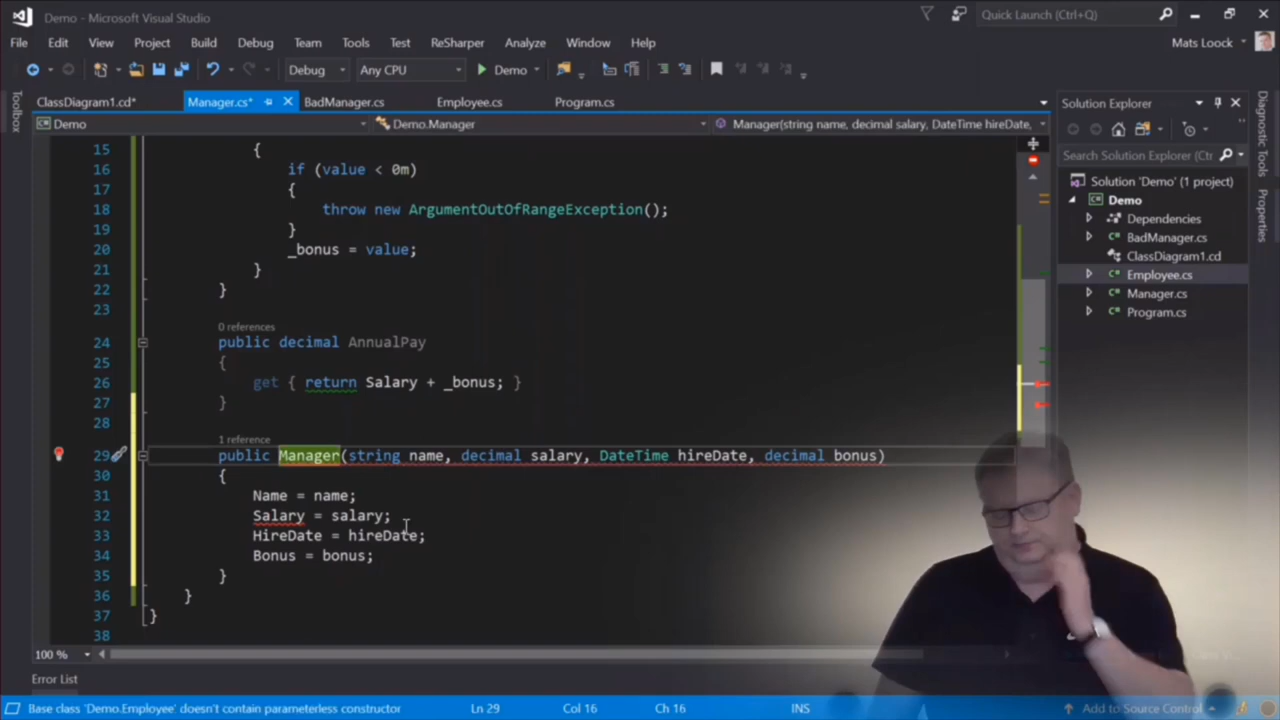 Demo - Microsoft Visual Studio
Quick Launch (Ctrl+Q)
File Edit View Project Build Debug Team Tools Test ReSharper Analyze Window Help
Mats Loock
Debug Any CPU Demo
Toolbox
ClassDiagram1.cd* Manager.cs* BadManager.cs Employee.cs Program.cs
Demo Demo.Manager Manager(string name, decimal salary, DateTime hireDate,
15 {
16 if (value < 0m)
17 {
18 throw new ArgumentOutOfRangeException();
19 }
20 _bonus = value;
21 }
22 }
23
0 references
24 public decimal AnnualPay
25 {
26 get { return Salary + _bonus; }
27 }
28
1 reference
29 public Manager(string name, decimal salary, DateTime hireDate, decimal bonus)
30 {
31 Name = name;
32 Salary = salary;
33 HireDate = hireDate;
34 Bonus = bonus;
35 }
36 }
37 }
38
100 %
Error List
Base class 'Demo.Employee' doesn't contain parameterless constructor Ln 29 Col 16 Ch 16 INS Add to Source Control
Solution Explorer
Search Solution Explorer (Ctr
Solution 'Demo' (1 project)
Demo
Dependencies
BadManager.cs
ClassDiagram1.cd
Employee.cs
Manager.cs
Program.cs
Diagnostic Tools
Properties